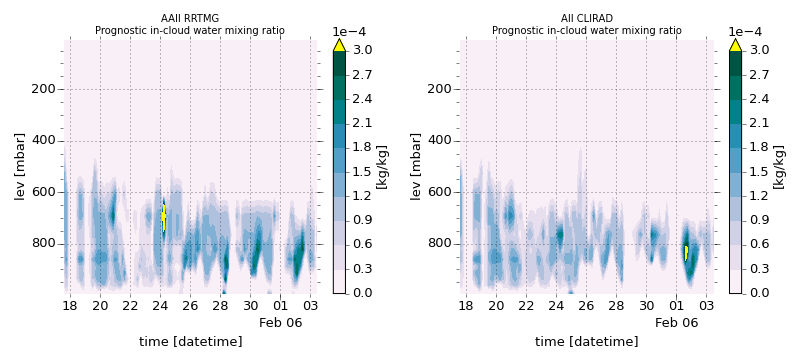 AAII RRTMG
Prognostic in-cloud water mixing ratio
1e−4
3.0
2.7
2.4
2.1
1.8
1.5
1.2
0.9
0.6
0.3
0.0
[kg/kg]
200
400
600
800
lev [mbar]
18 20 22 24 26 28 30 01 03
Feb 06
time [datetime]
AII CLIRAD
Prognostic in-cloud water mixing ratio
1e−4
3.0
2.7
2.4
2.1
1.8
1.5
1.2
0.9
0.6
0.3
0.0
[kg/kg]
200
400
600
800
lev [mbar]
18 20 22 24 26 28 30 01 03
Feb 06
time [datetime]